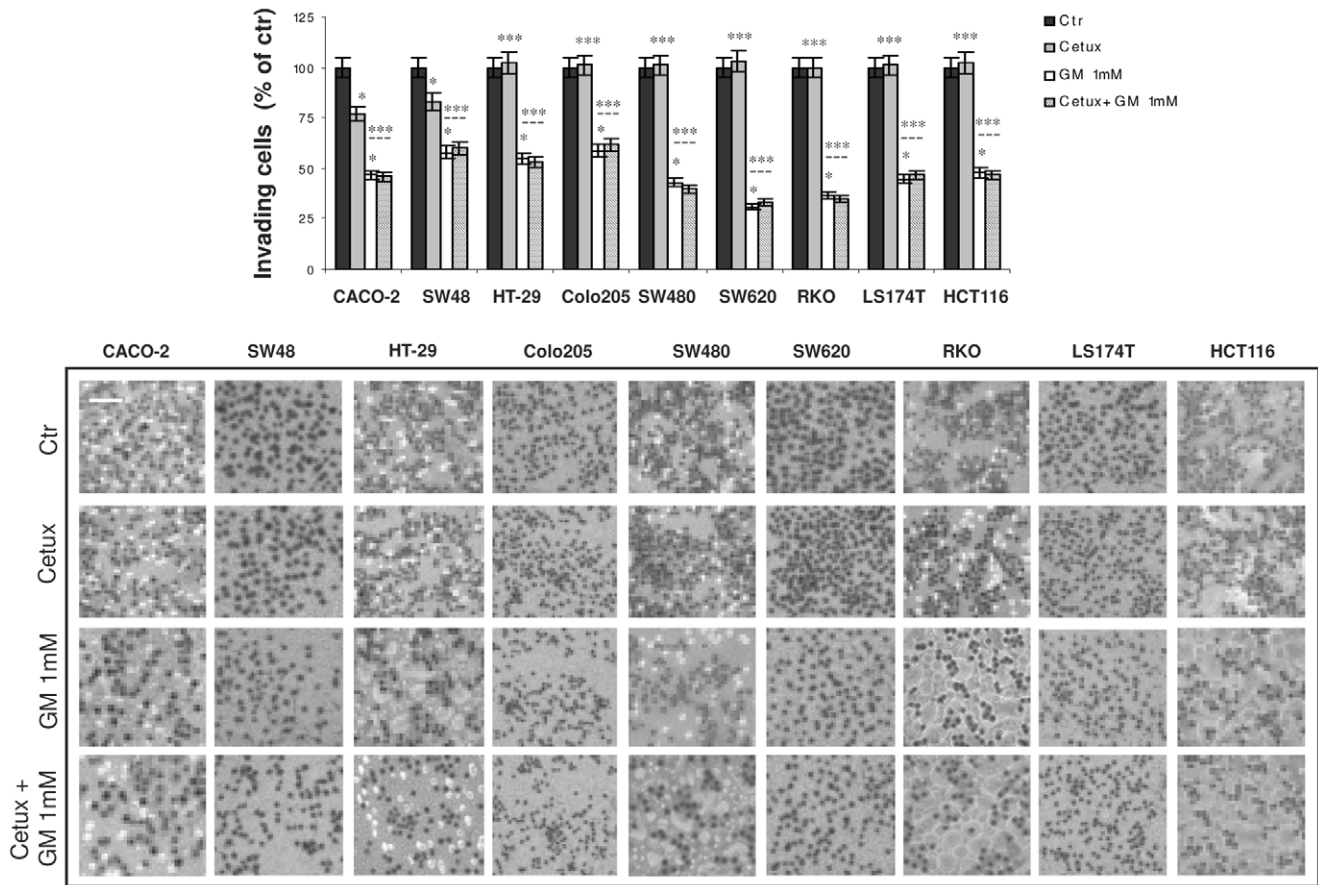 Invading cells (% of ctr)
125
100
75
50
25
0
* * *** *** *** *** *** *** *** ***
*** *** *** *** *** *** *** *** ***
* * * * * * * * *
CACO-2 SW48 HT-29 Colo205 SW480 SW620 RKO LS174T HCT116
Ctr
Cetux
GM 1mM
Cetux+ GM 1mM
CACO-2 SW48 HT-29 Colo205 SW480 SW620 RKO LS174T HCT116
Ctr
Cetux
GM 1mM
Cetux +
GM 1mM